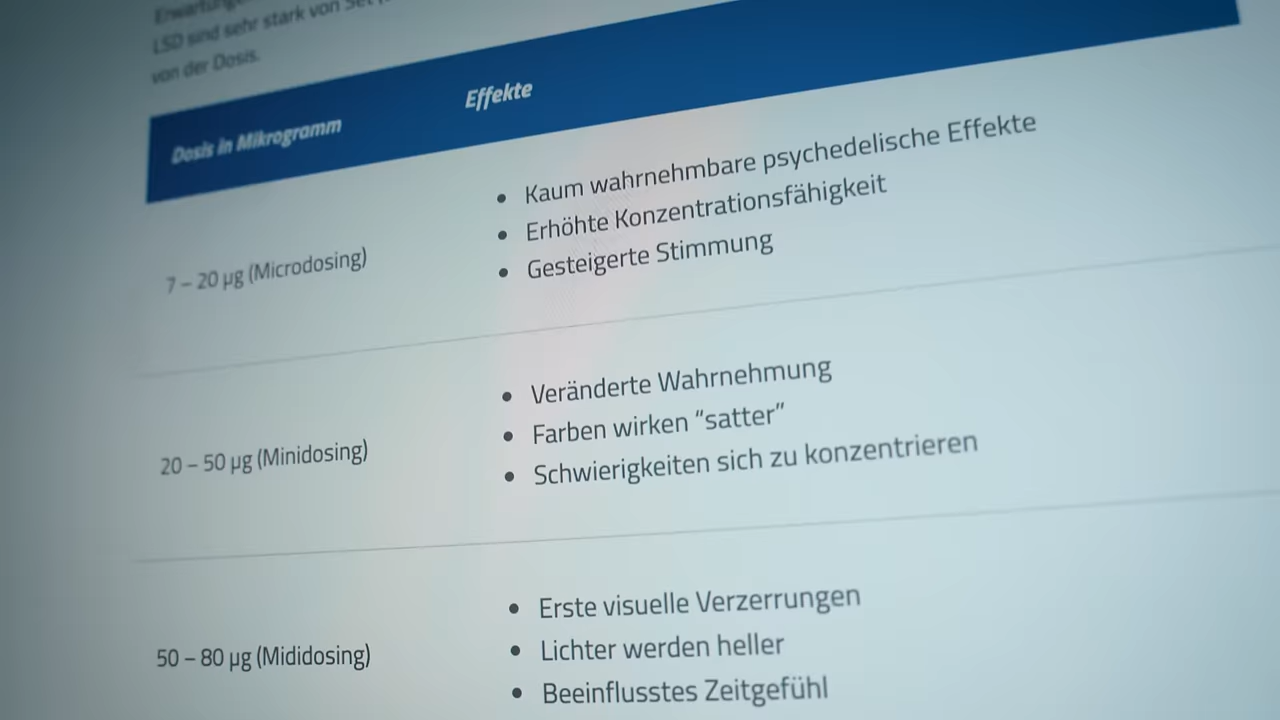 LSD sind sehr stark von Set
von der Dosis.
Dosis in Mikrogramm
Effekte
7 – 20 µg (Microdosing)
• Kaum wahrnehmbare psychedelische Effekte
• Erhöhte Konzentrationsfähigkeit
• Gesteigerte Stimmung
20 – 50 µg (Minidosing)
• Veränderte Wahrnehmung
• Farben wirken “satter”
• Schwierigkeiten sich zu konzentrieren
50 – 80 µg (Mididosing)
• Erste visuelle Verzerrungen
• Lichter werden heller
• Beeinflusstes Zeitgefühl